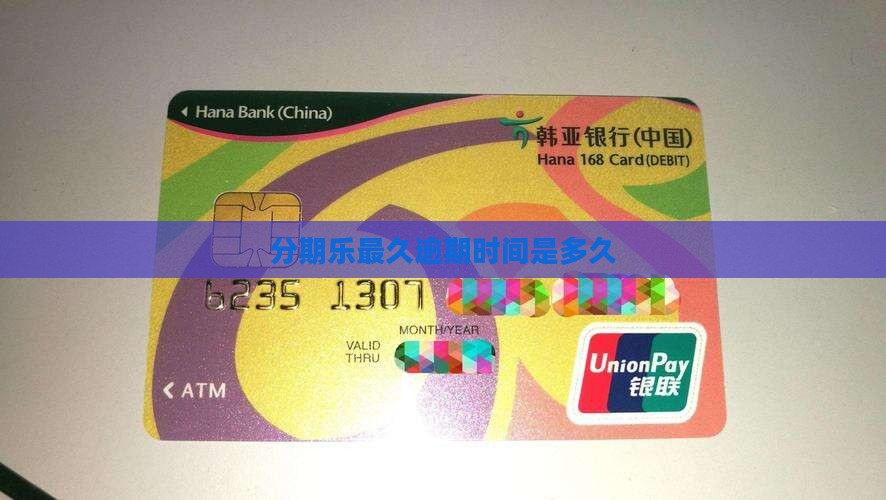 Hana Bank (China)
韩亚银行(中国)
Hana 168 Card(DEBIT)
分期乐最久逾期时间是多久
6235 1307
MONTH/YEAR
VALID
THRU
ATM
UnionPay
银联